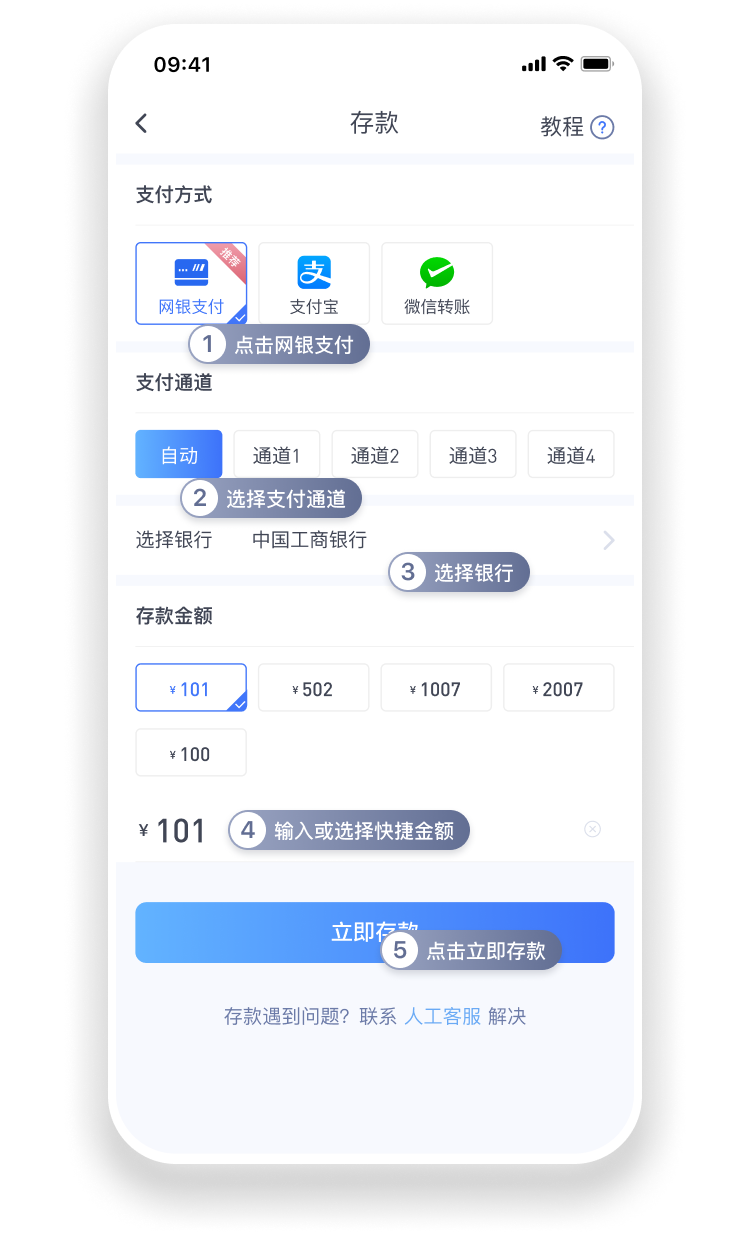 09:41
存款
教程 ?
支付方式
推荐
网银支付 支付宝 微信转账
1 点击网银支付
支付通道
自动 通道1 通道2 通道3 通道4
2 选择支付通道
选择银行 中国工商银行
3 选择银行
存款金额
¥ 101 ¥ 502 ¥ 1007 ¥ 2007
¥ 100
¥ 101
4 输入或选择快捷金额
立即存款
5 点击立即存款
存款遇到问题? 联系 人工客服 解决